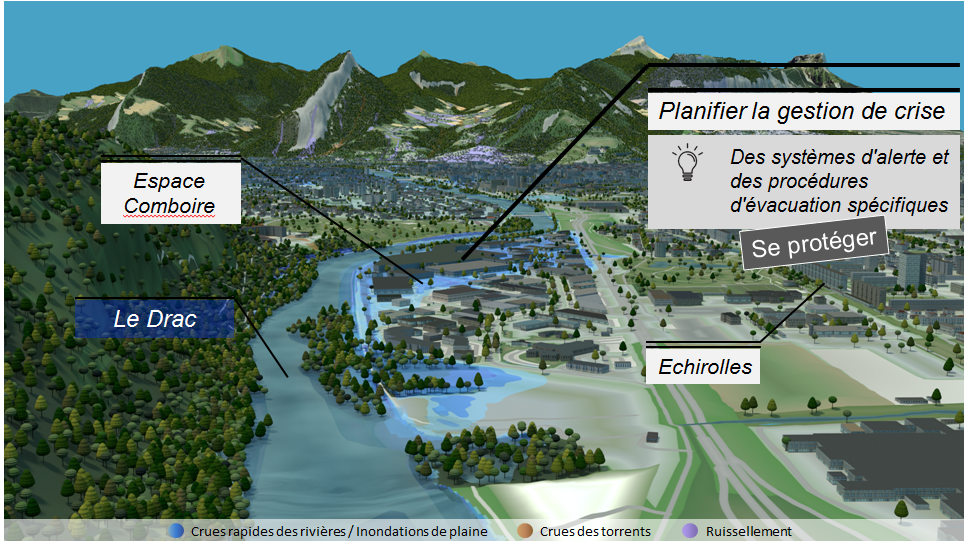 Planifier la gestion de crise
Des systèmes d'alerte et
des procédures
d'évacuation spécifiques
Se protéger
Espace
Comboire
Le Drac
Echirolles
Crues rapides des rivières / Inondations de plaine
Crues des torrents
Ruissellement